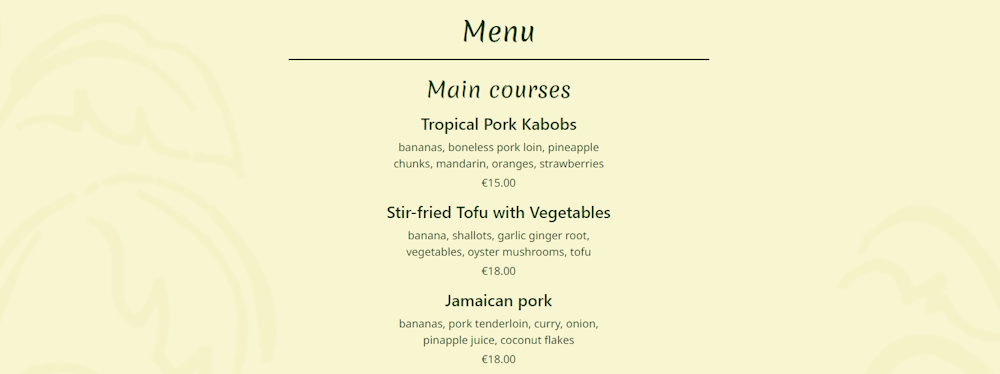 Menu
Main courses
Tropical Pork Kabobs
bananas, boneless pork loin, pineapple
chunks, mandarin, oranges, strawberries
€15.00
Stir-fried Tofu with Vegetables
banana, shallots, garlic ginger root,
vegetables, oyster mushrooms, tofu
€18.00
Jamaican pork
bananas, pork tenderloin, curry, onion,
pinapple juice, coconut flakes
€18.00